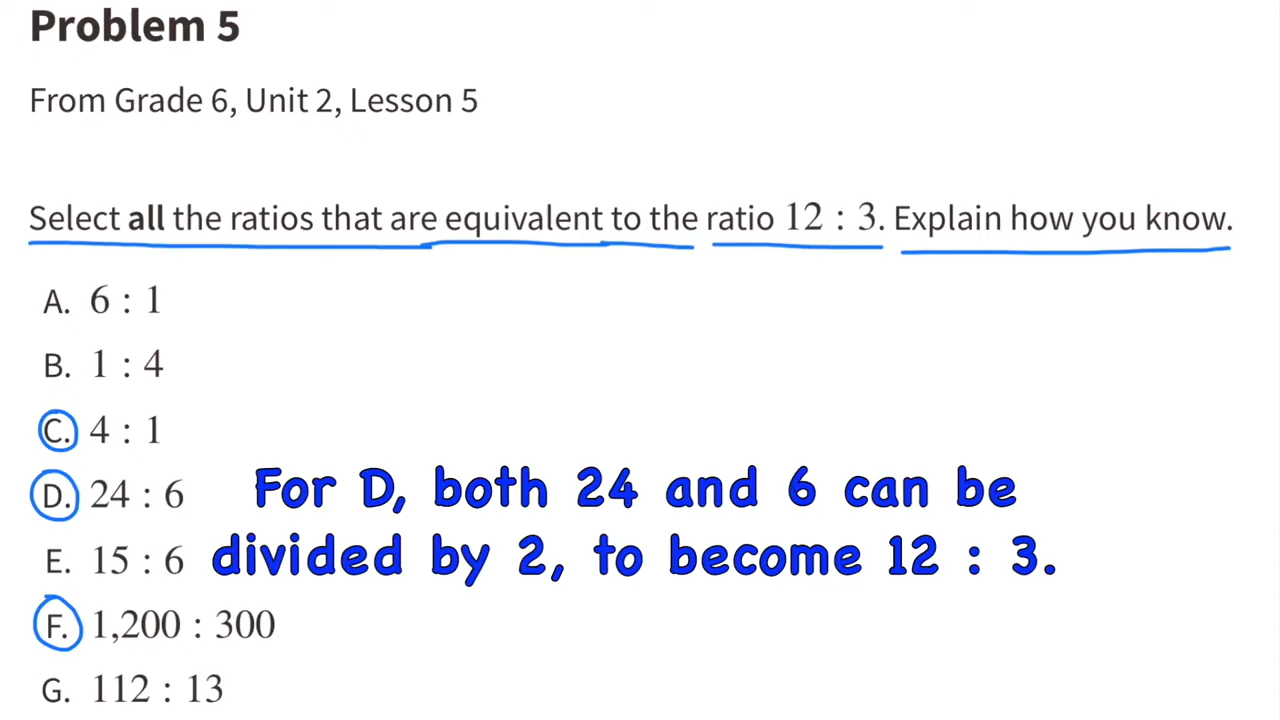 Problem 5
From Grade 6, Unit 2, Lesson 5
Select all the ratios that are equivalent to the ratio 12 : 3. Explain how you know.
A. 6 : 1
B. 1 : 4
C. 4 : 1
D. 24 : 6
For D, both 24 and 6 can be
divided by 2, to become 12 : 3.
E. 15 : 6
F. 1,200 : 300
G. 112 : 13